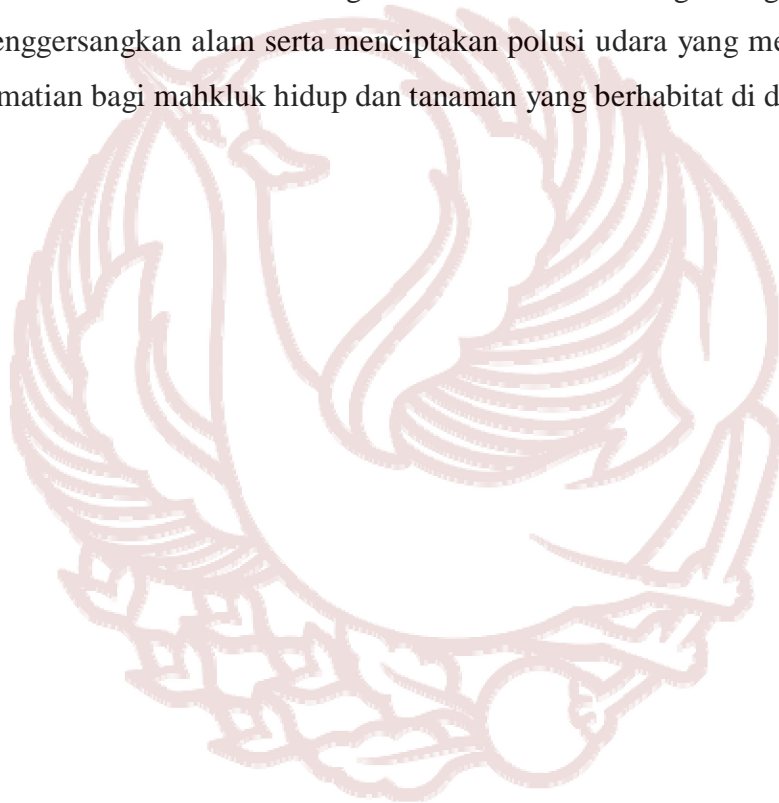 enggersangkan alam serta menciptakan polusi udara yang me
matian bagi mahkluk hidup dan tanaman yang berhabitat di d